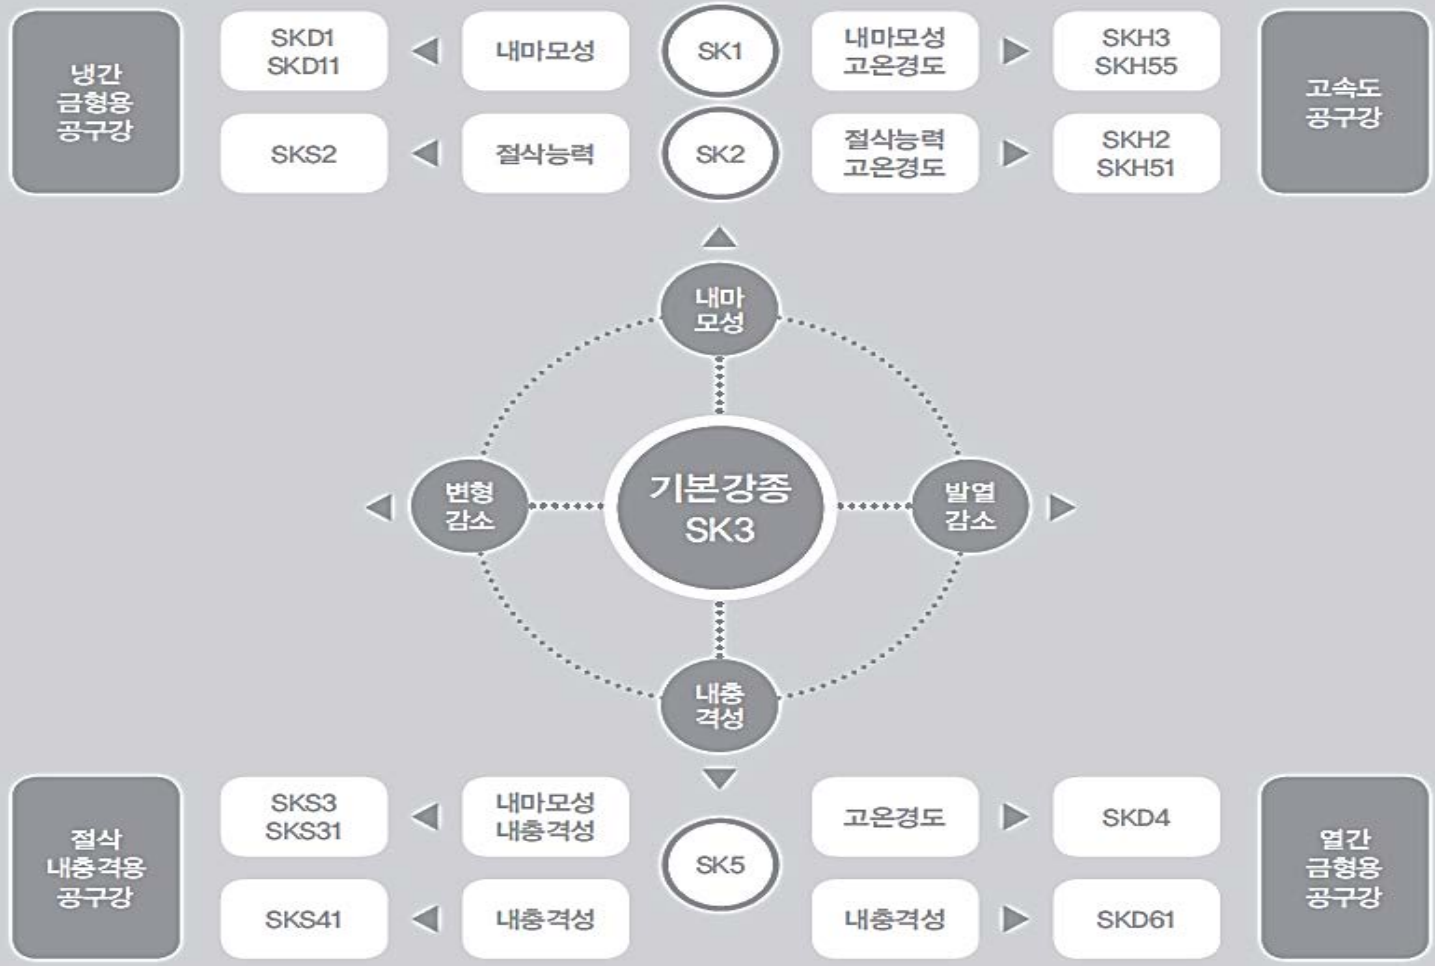 냉간
금형용
공구강
SKD1
SKD11
내마모성
SK1
내마모성
고온경도
SKH3
SKH55
고속도
공구강
SKS2
절삭능력
SK2
절삭능력
고온경도
SKH2
SKH51
내마
모성
변형
감소
기본강종
SK3
발열
감소
내충
격성
절삭
내충격용
공구강
SKS3
SKS31
내마모성
내충격성
SK5
고온경도
SKD4
열간
금형용
공구강
SKS41
내충격성
내충격성
SKD61